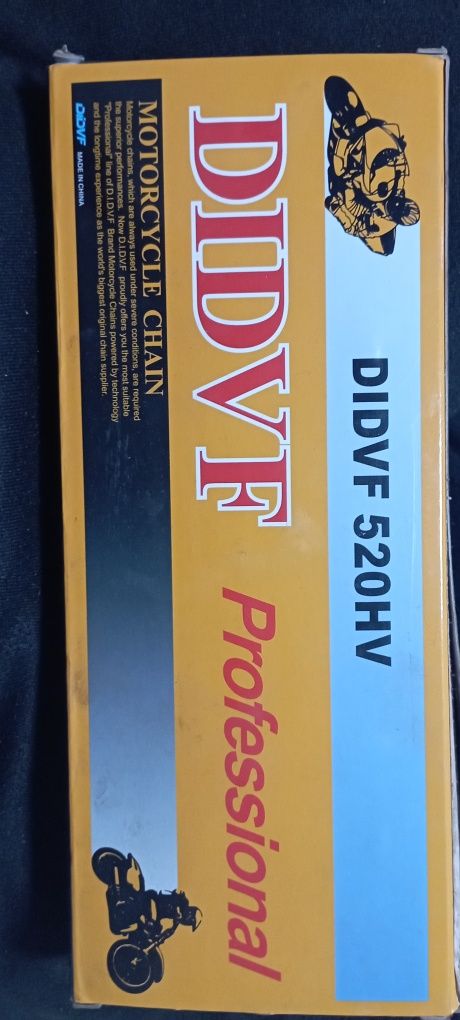 DIDVF 520HV
DIDVF
Professional
MOTORCYCLE CHAIN
Motorcycle chains, which are always used under severe conditions, are required
the superior performances. Now D.I.D.V.F proudly offers you the most suitable
"Professional" line of D.I.D.V.F Brand Motorcycle Chains powered by technology
and the longtime experience as the world's biggest original chain supplier.
DIDVF MADE IN CHINA